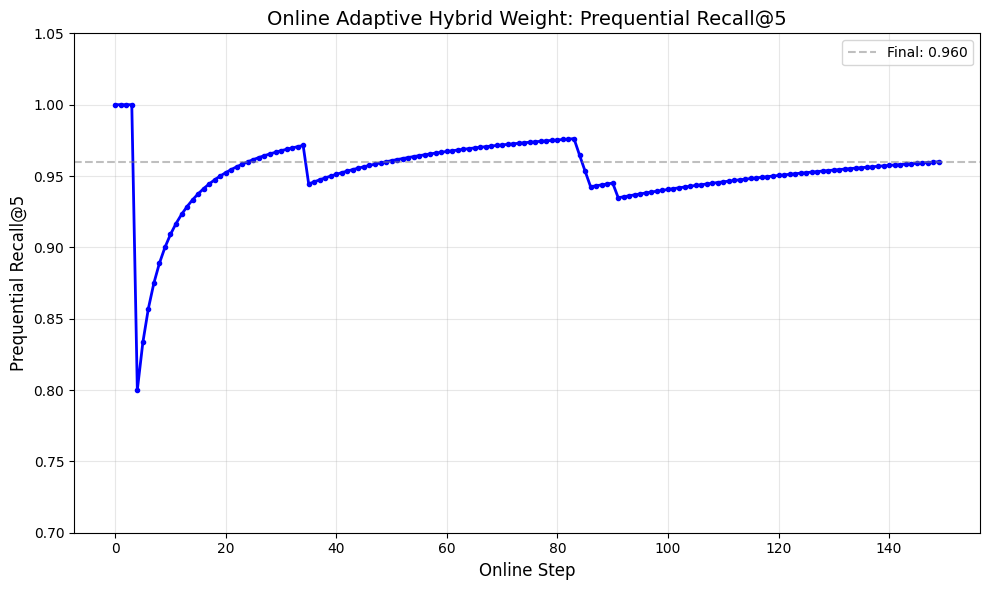 Online Adaptive Hybrid Weight: Prequential Recall@5
Final: 0.960
Prequential Recall@5
1.05
1.00
0.95
0.90
0.85
0.80
0.75
0.70
0 20 40 60 80 100 120 140
Online Step